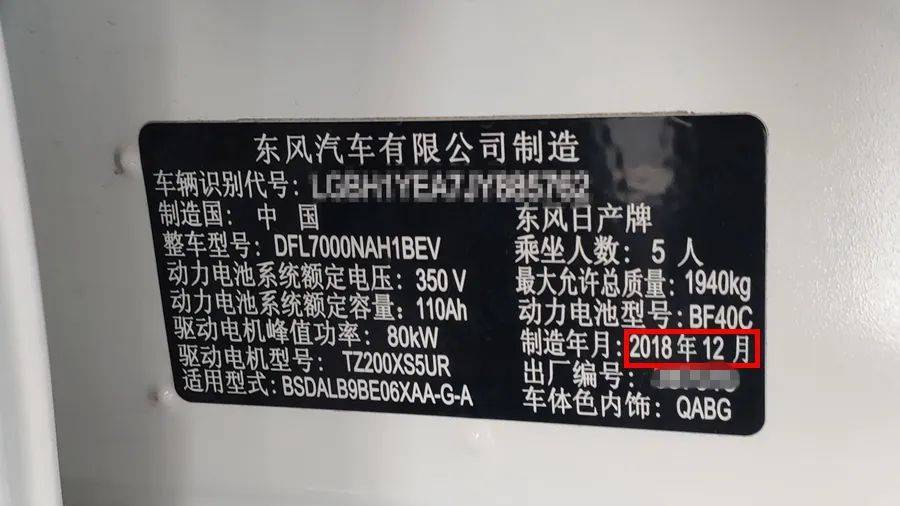 东风汽车有限公司制造
车辆识别代号:
制造国: 中 国
东风日产牌
整车型号: DFL7000NAH1BEV
乘坐人数: 5 人
动力电池系统额定电压: 350 V
最大允许总质量: 1940kg
动力电池系统额定容量: 110Ah
动力电池型号: BF40C
驱动电机峰值功率: 80kW
制造年月: 2018 年 12 月
驱动电机型号: TZ200XS5UR
出厂编号:
适用型式: BSDALB9BE06XAA-G-A
车体色内饰: QABG